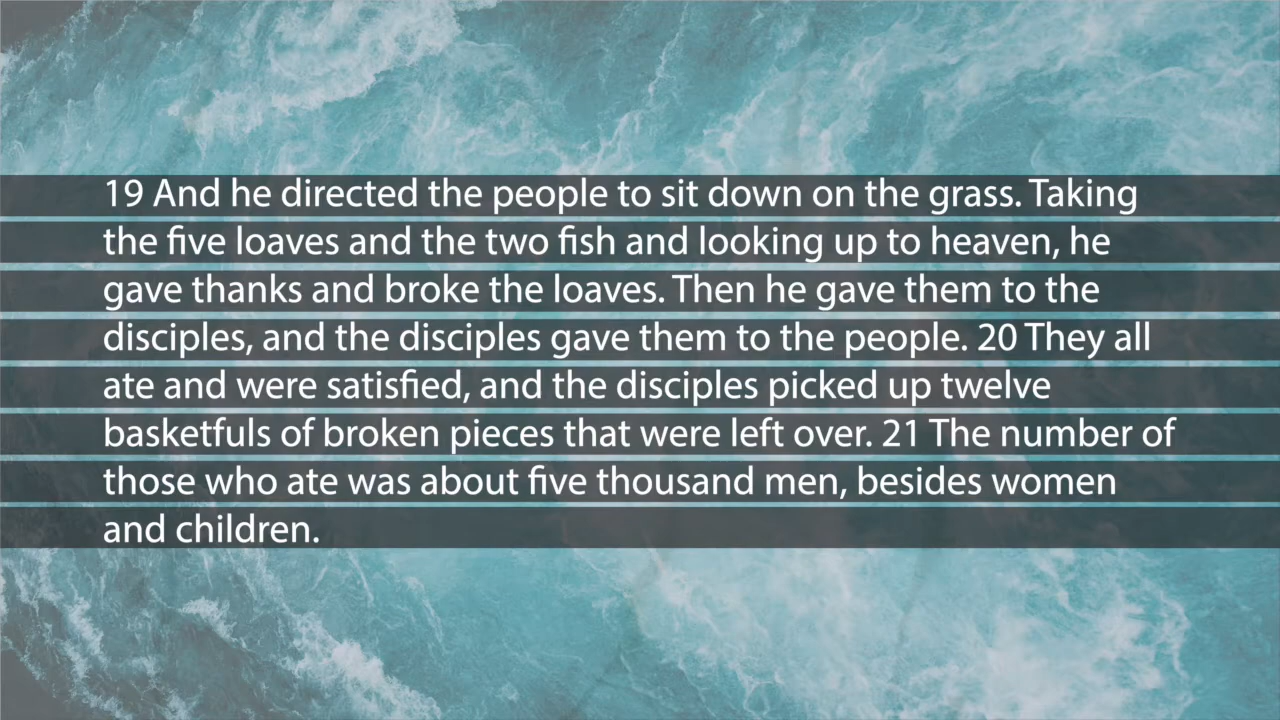 19 And he directed the people to sit down on the grass. Taking
the five loaves and the two fish and looking up to heaven, he
gave thanks and broke the loaves. Then he gave them to the
disciples, and the disciples gave them to the people. 20 They all
ate and were satisfied, and the disciples picked up twelve
basketfuls of broken pieces that were left over. 21 The number of
those who ate was about five thousand men, besides women
and children.